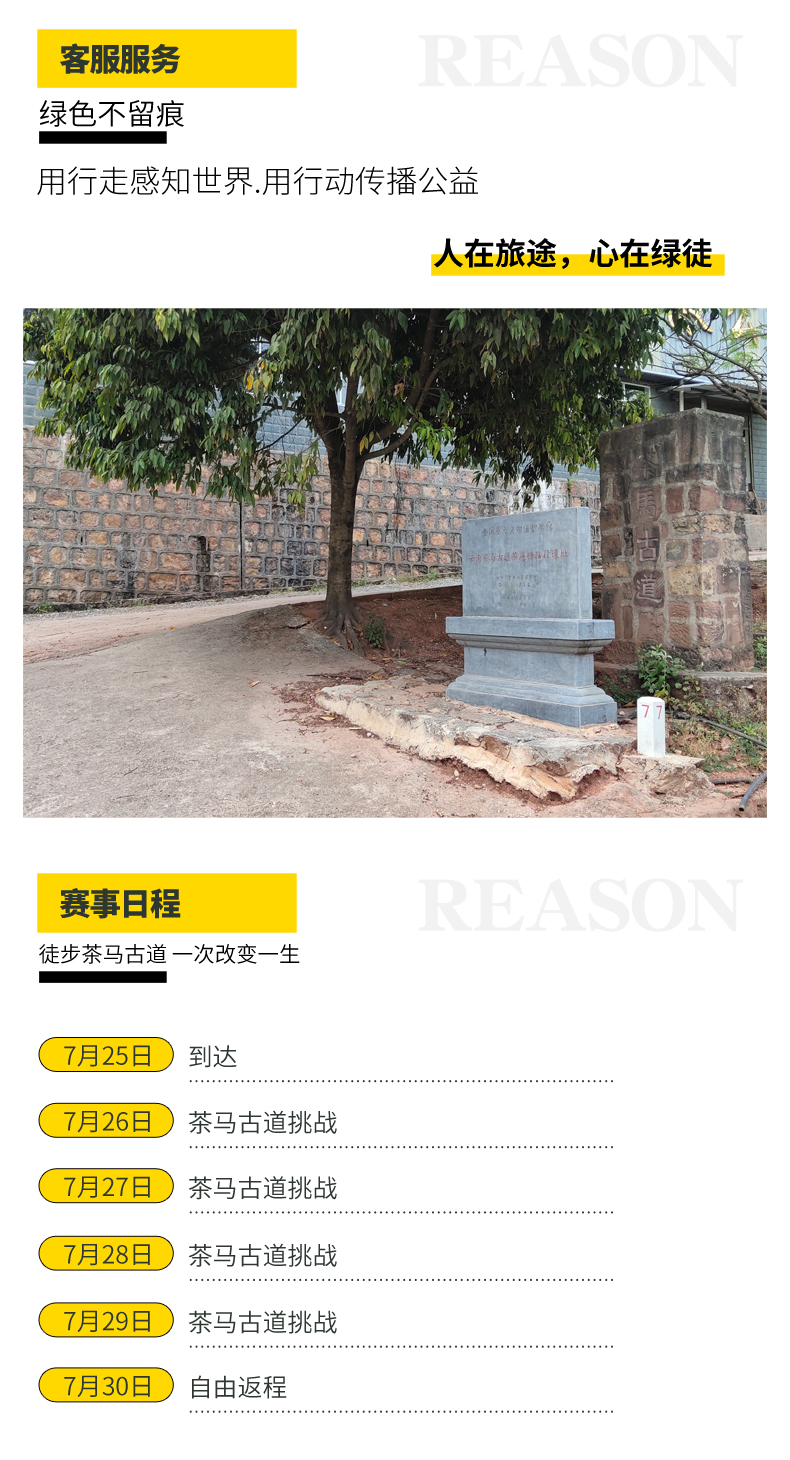 客服服务
REASON
绿色不留痕
用行走感知世界.用行动传播公益
人在旅途，心在绿徒
马古道
77
赛事日程
REASON
徒步茶马古道 一次改变一生
7月25日 到达
7月26日 茶马古道挑战
7月27日 茶马古道挑战
7月28日 茶马古道挑战
7月29日 茶马古道挑战
7月30日 自由返程